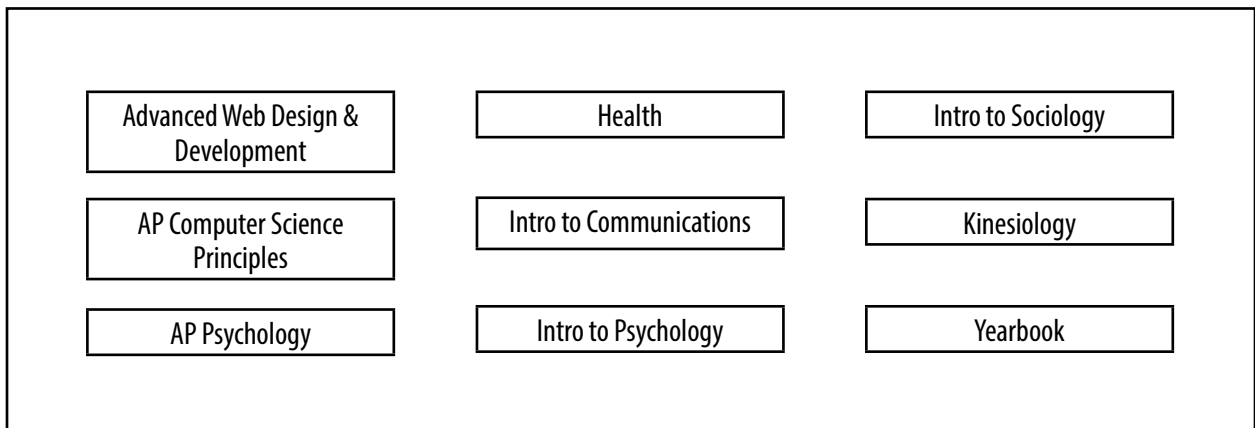 Advanced Web Design &
Development
AP Computer Science
Principles
AP Psychology
Health
Intro to Communications
Intro to Psychology
Intro to Sociology
Kinesiology
Yearbook